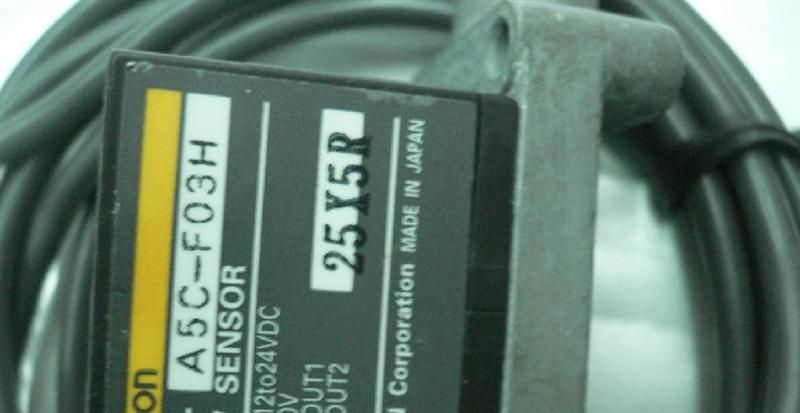 on
A5C-F03H
SENSOR
12to24VDC
0V
OUT1
OUT2
25X5R
Corporation MADE IN JAPAN